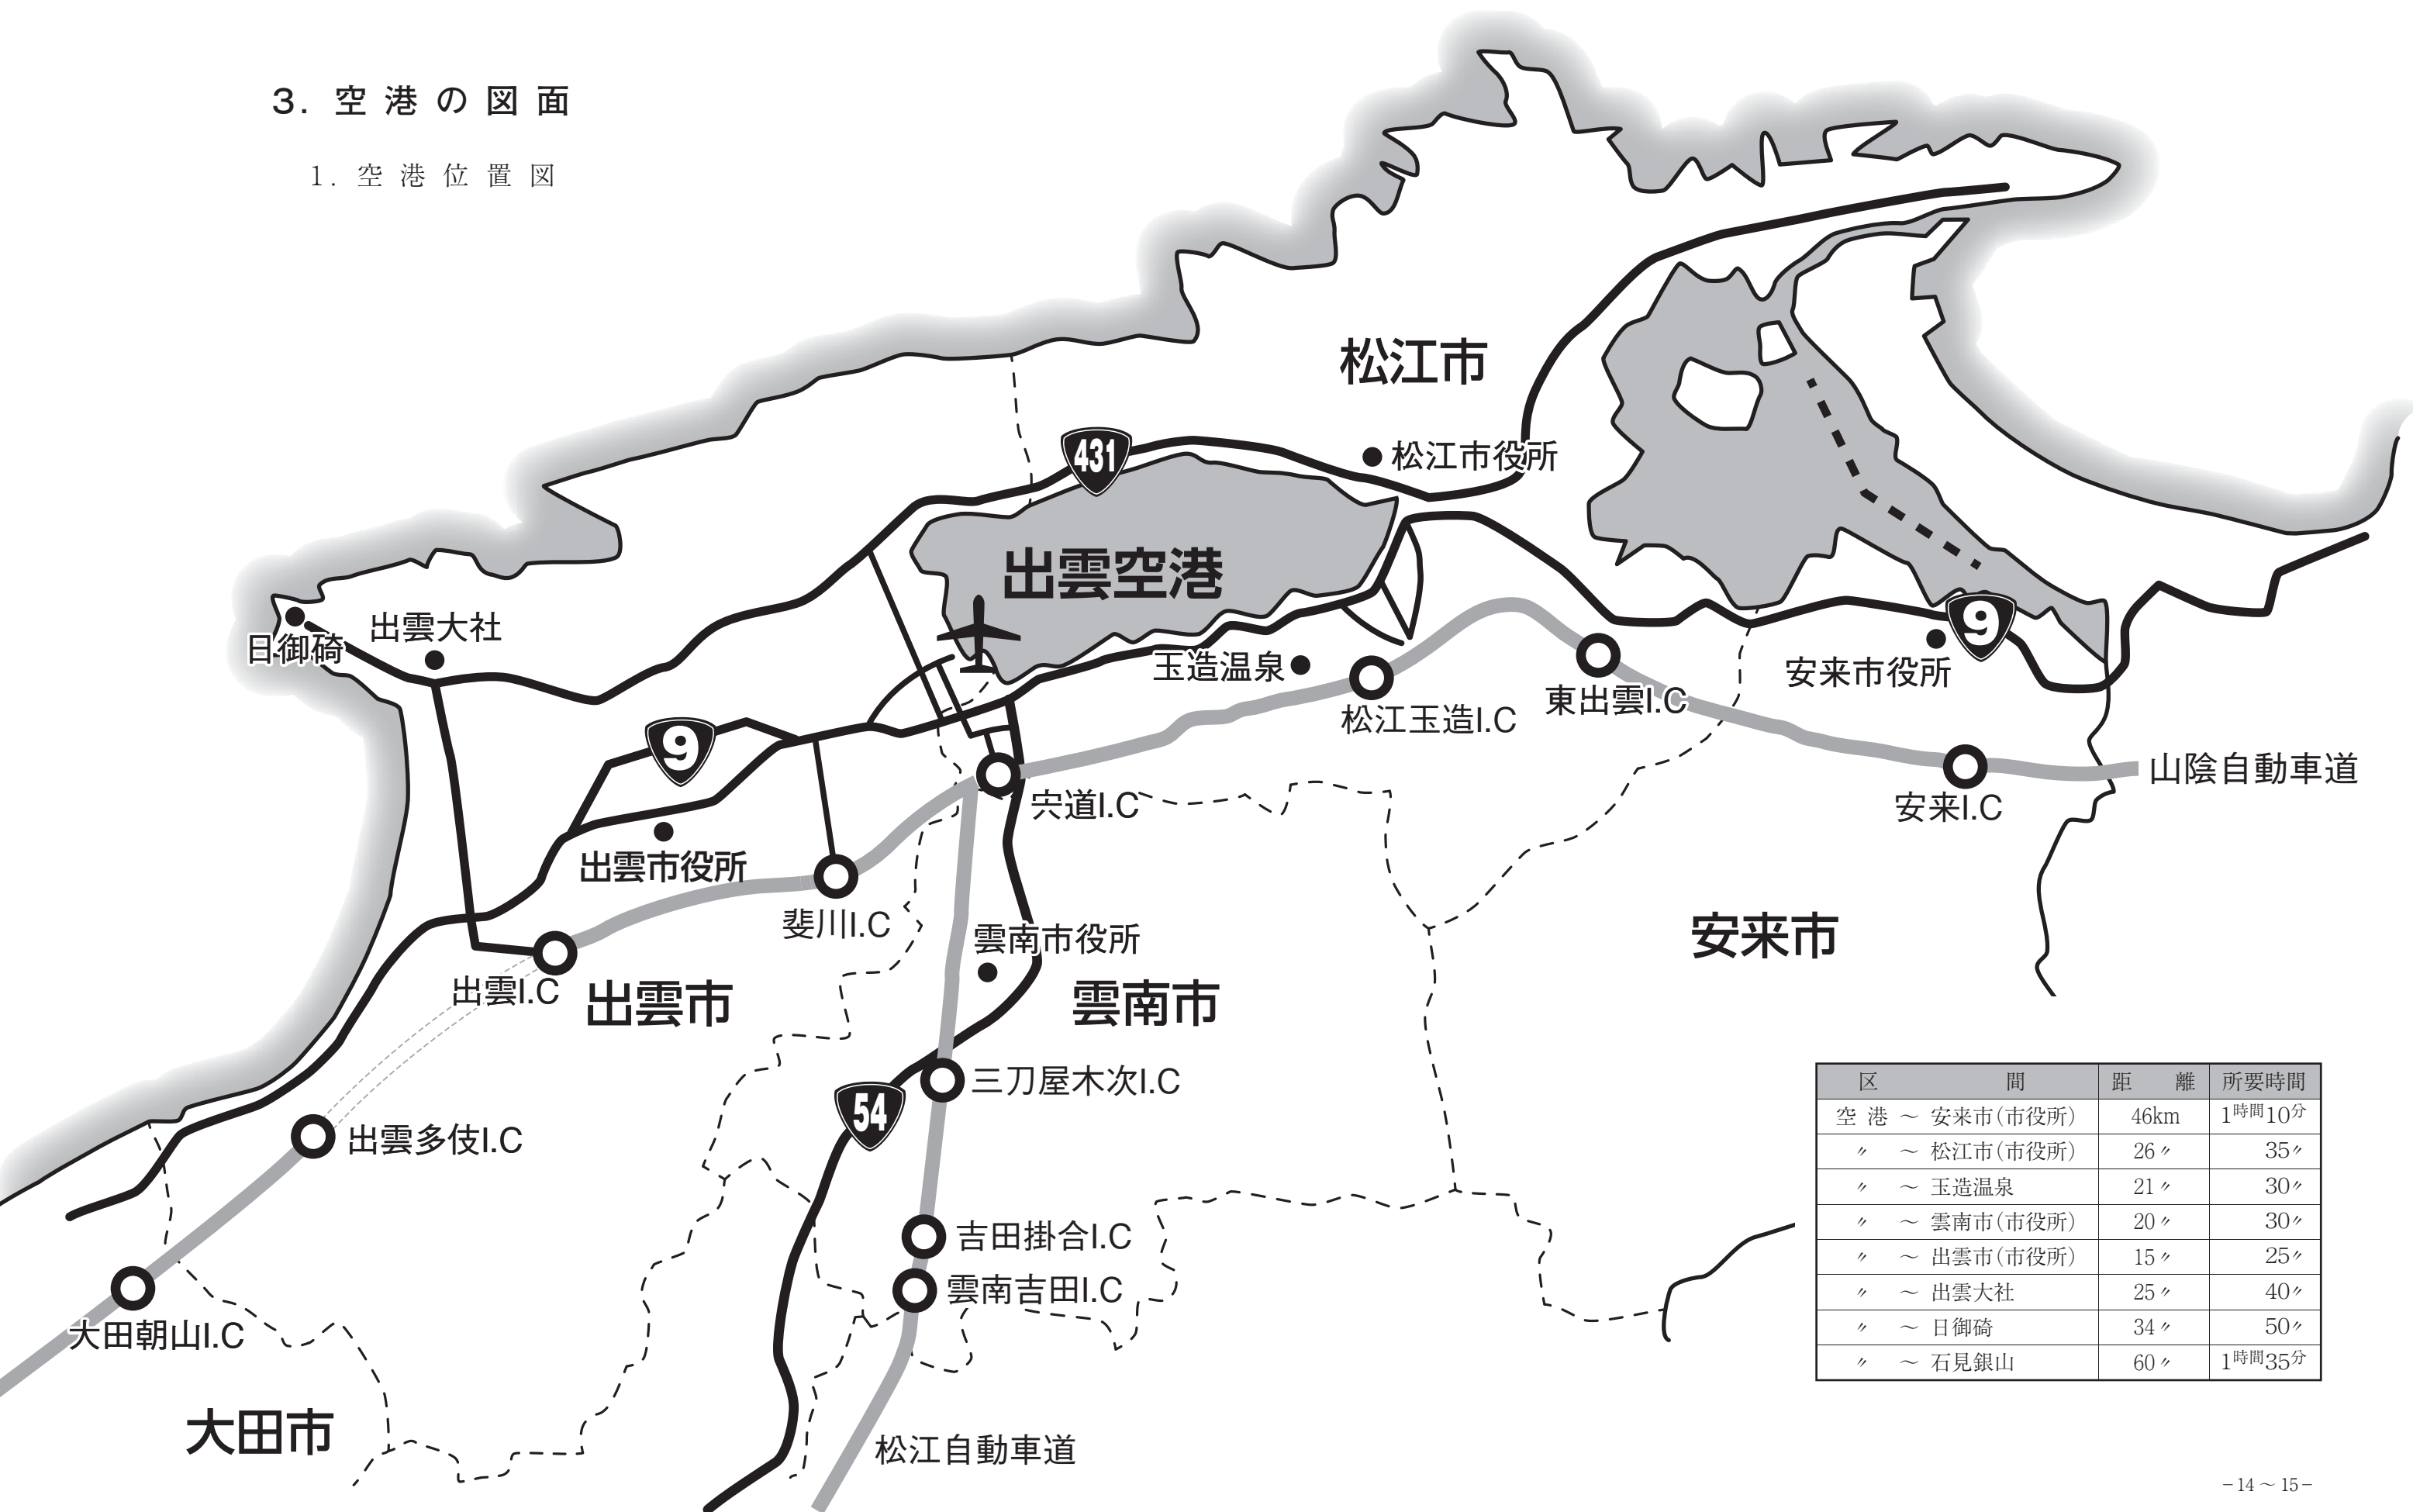 3. 空港の図面
1. 空港位置図
松江市
431
松江市役所
出雲空港
日御碕
出雲大社
玉造温泉
松江玉造I.C
東出雲I.C
安来市役所
9
9
山陰自動車道
安来I.C
宍道I.C
出雲市役所
斐川I.C
雲南市役所
安来市
出雲I.C
出雲市
雲南市
三刀屋木次I.C
54
出雲多伎I.C
吉田掛合I.C
雲南吉田I.C
大田朝山I.C
大田市
松江自動車道
区間 距離 所要時間
空港 ～ 安来市(市役所) 46km 1時間10分
〃 ～ 松江市(市役所) 26〃 35〃
〃 ～ 玉造温泉 21〃 30〃
〃 ～ 雲南市(市役所) 20〃 30〃
〃 ～ 出雲市(市役所) 15〃 25〃
〃 ～ 出雲大社 25〃 40〃
〃 ～ 日御碕 34〃 50〃
〃 ～ 石見銀山 60〃 1時間35分
−14～15−